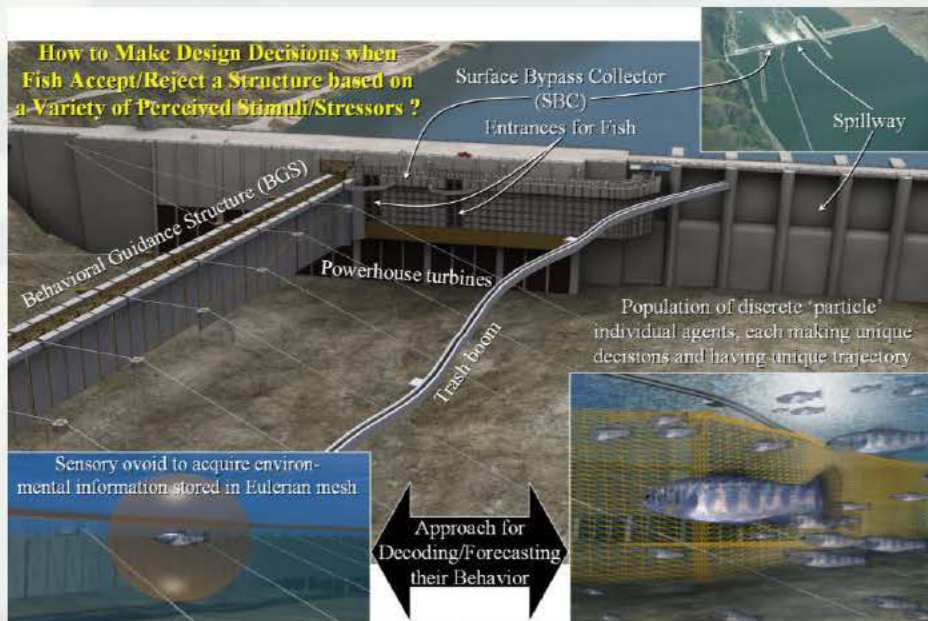 How to Make Design Decisions when
Fish Accept/Reject a Structure based on
a Variety of Perceived Stimuli/Stressors ?
Surface Bypass Collector
(SBC)
Entrances for Fish
Spillway
Behavioral Guidance Structure (BGS)
Powerhouse turbines
Trash boom
Population of discrete ‘particle’
individual agents, each making unique
decisions and having unique trajectory
Sensory ovoid to acquire environ-
mental information stored in Eulerian mesh
Approach for
Decoding/Forecasting
their Behavior